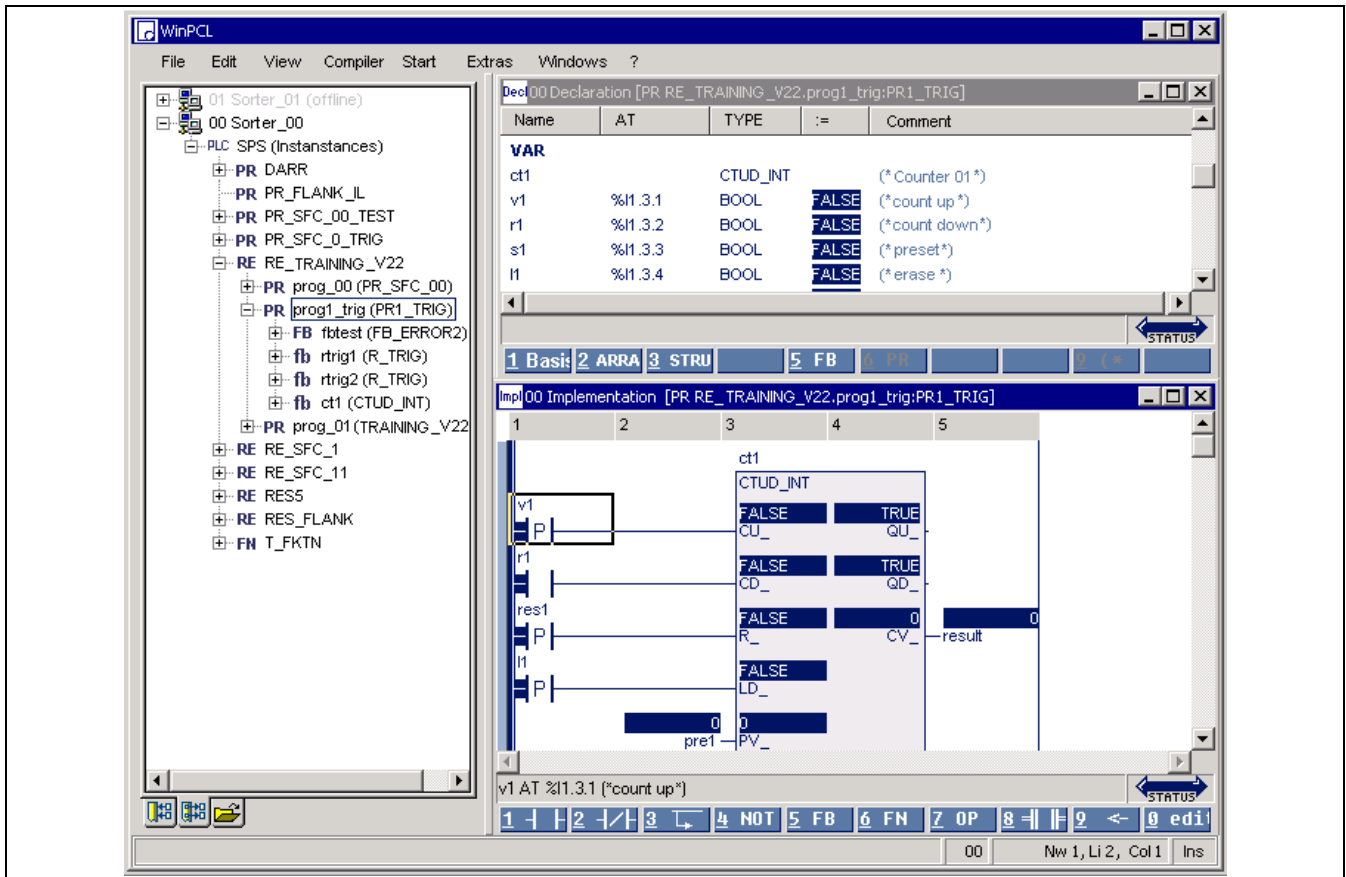 WinPCL
File Edit View Compiler Start Extras Windows ?
01 Sorter_01 (offline)
00 Sorter_00
PLC SPS (Instanstances)
PR DARR
PR PR_FLANK_IL
PR PR_SFC_00_TEST
PR PR_SFC_0_TRIG
RE RE_TRAINING_V22
PR prog_00 (PR_SFC_00)
PR prog1_trig (PR1_TRIG)
FB fbtest (FB_ERROR2)
fb rtrig1 (R_TRIG)
fb rtrig2 (R_TRIG)
fb ct1 (CTUD_INT)
PR prog_01 (TRAINING_V22
RE RE_SFC_1
RE RE_SFC_11
RE RES5
RE RES_FLANK
FN T_FKTN
Decl 00 Declaration [PR RE_TRAINING_V22.prog1_trig:PR1_TRIG]
Name AT TYPE := Comment
VAR
ct1 CTUD_INT (* Counter 01 *)
v1 %I1.3.1 BOOL FALSE (*count up *)
r1 %I1.3.2 BOOL FALSE (*count down*)
s1 %I1.3.3 BOOL FALSE (* preset*)
l1 %I1.3.4 BOOL FALSE (* erase *)
STATUS
1 Basis 2 ARRA 3 STRU 5 FB 6 PR 9 (*
Impl 00 Implementation [PR RE_TRAINING_V22.prog1_trig:PR1_TRIG]
1 2 3 4 5
ct1
CTUD_INT
v1 FALSE TRUE
P CU_ QU_
r1 FALSE TRUE
CD_ QD_
res1 FALSE 0 0
P R_ CV_ result
l1 FALSE
P LD_
0 0
pre1 PV_
v1 AT %I1.3.1 (*count up*)
STATUS
1 2 3 4 NOT 5 FB 6 FN 7 OP 8 9 <- 0 edit
00 Nw 1, Li 2, Col 1 Ins